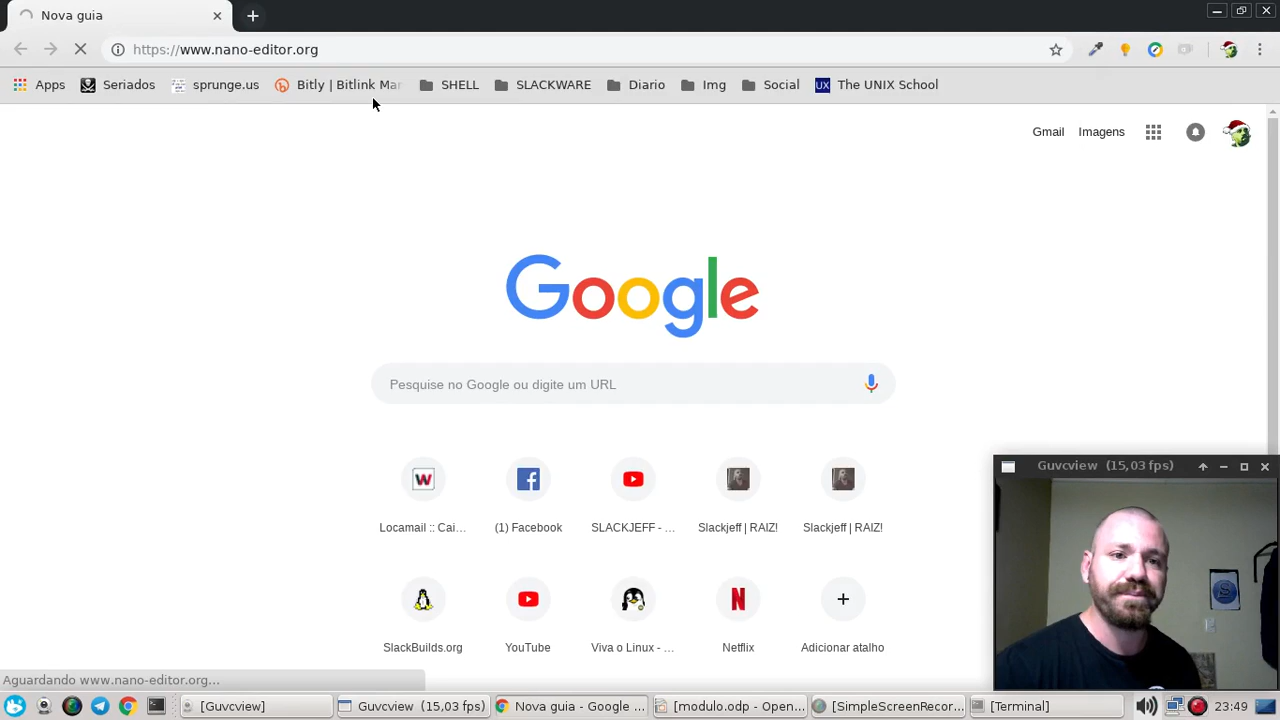 Nova guia
https://www.nano-editor.org
Apps Seriados sprunge.us Bitly | Bitlink Mar SHELL SLACKWARE Diario Img Social UX The UNIX School
Gmail Imagens
Google
Pesquise no Google ou digite um URL
Guvcview (15,03 fps)
W
Locamail :: Cai... (1) Facebook SLACKJEFF - ... Slackjeff | RAIZ! Slackjeff | RAIZ!
N
SlackBuilds.org YouTube Viva o Linux - ... Netflix Adicionar atalho
Aguardando www.nano-editor.org...
[Guvcview] Guvcview (15,03 fps) Nova guia - Google ... [modulo.odp - Open... [SimpleScreenRecor... [Terminal] 23:49